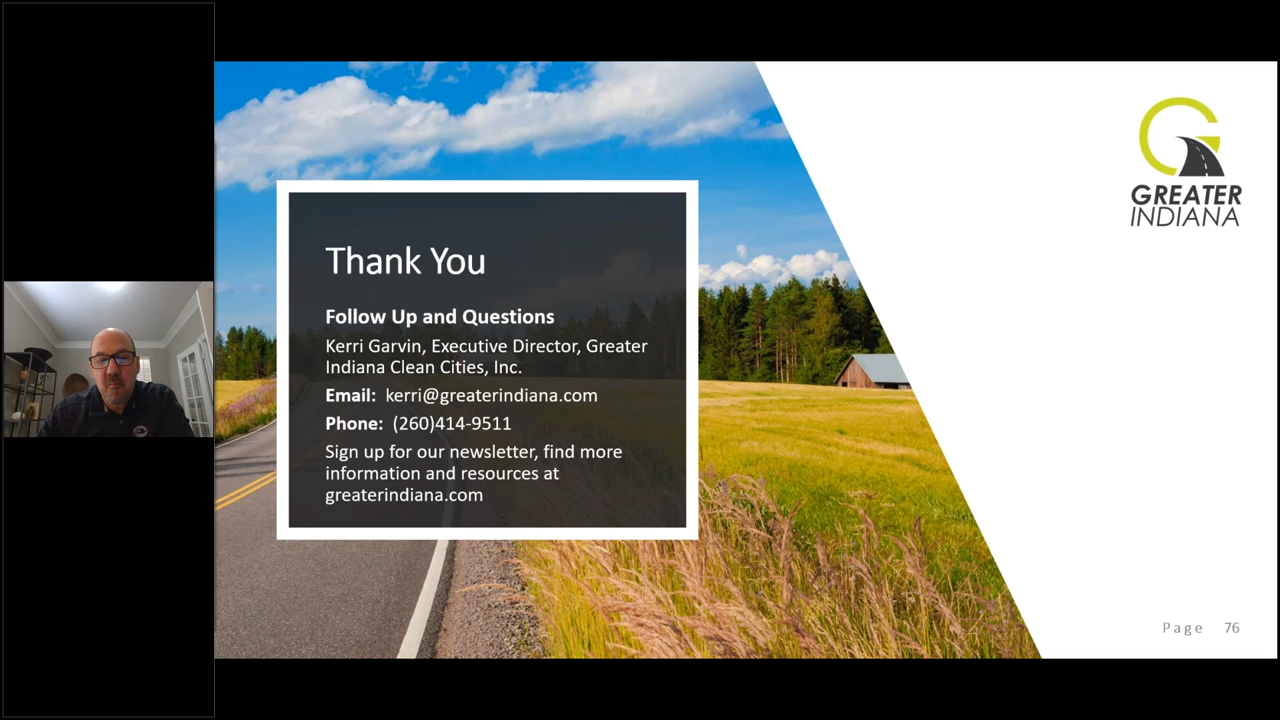 Thank You
Follow Up and Questions
Kerri Garvin, Executive Director, Greater
Indiana Clean Cities, Inc.
Email: kerri@greaterindiana.com
Phone: (260)414-9511
Sign up for our newsletter, find more
information and resources at
greaterindiana.com
GREATER
INDIANA
Page 76